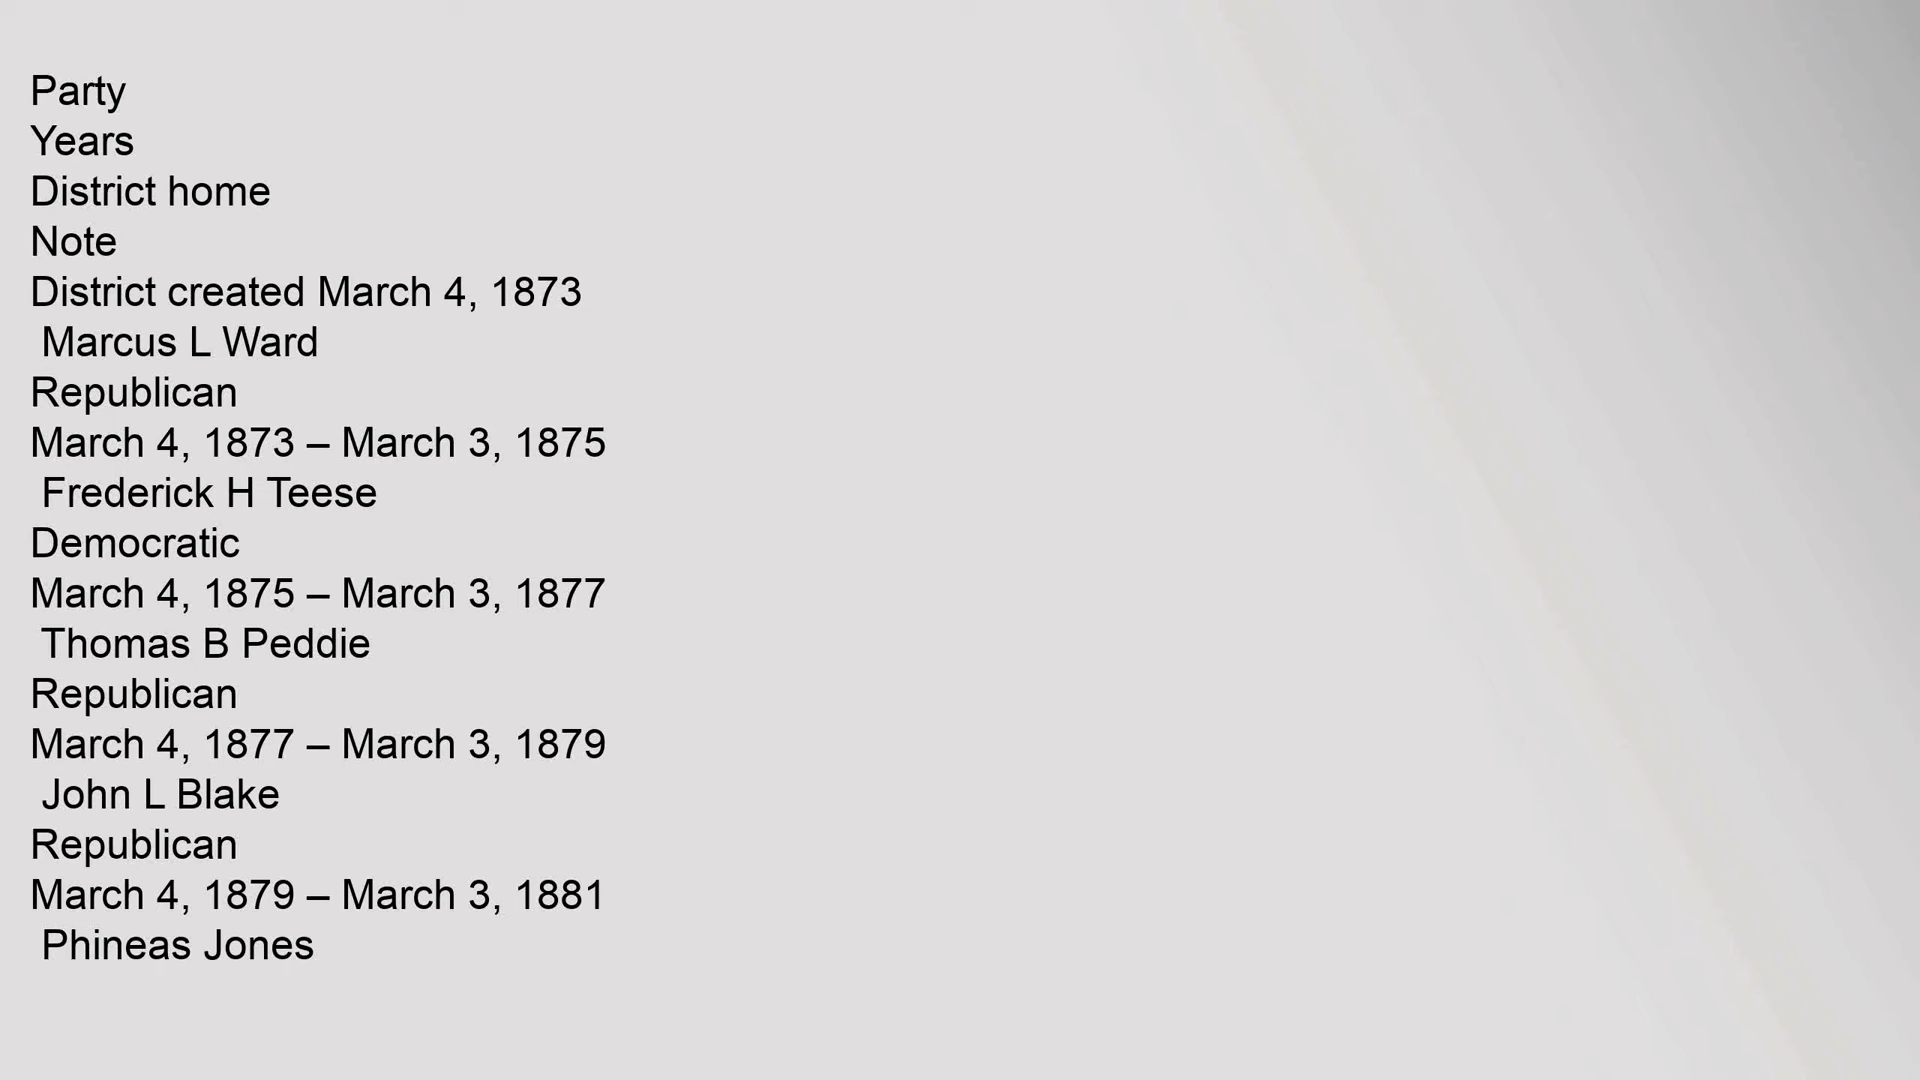 Party
Years
District home
Note
District created March 4, 1873
Marcus L Ward
Republican
March 4, 1873 – March 3, 1875
Frederick H Teese
Democratic
March 4, 1875 – March 3, 1877
Thomas B Peddie
Republican
March 4, 1877 – March 3, 1879
John L Blake
Republican
March 4, 1879 – March 3, 1881
Phineas Jones